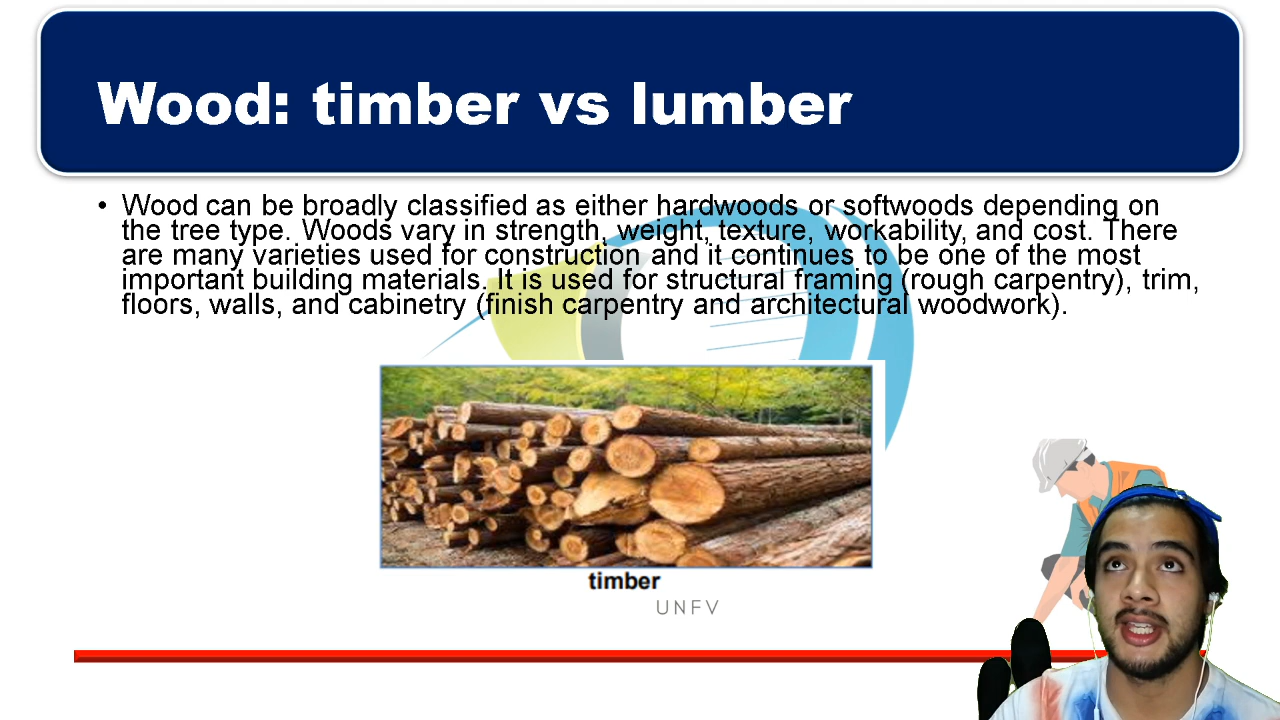 Wood: timber vs lumber
• Wood can be broadly classified as either hardwoods or softwoods depending on
the tree type. Woods vary in strength, weight, texture, workability, and cost. There
are many varieties used for construction and it continues to be one of the most
important building materials. It is used for structural framing (rough carpentry), trim,
floors, walls, and cabinetry (finish carpentry and architectural woodwork).
timber
UNFV